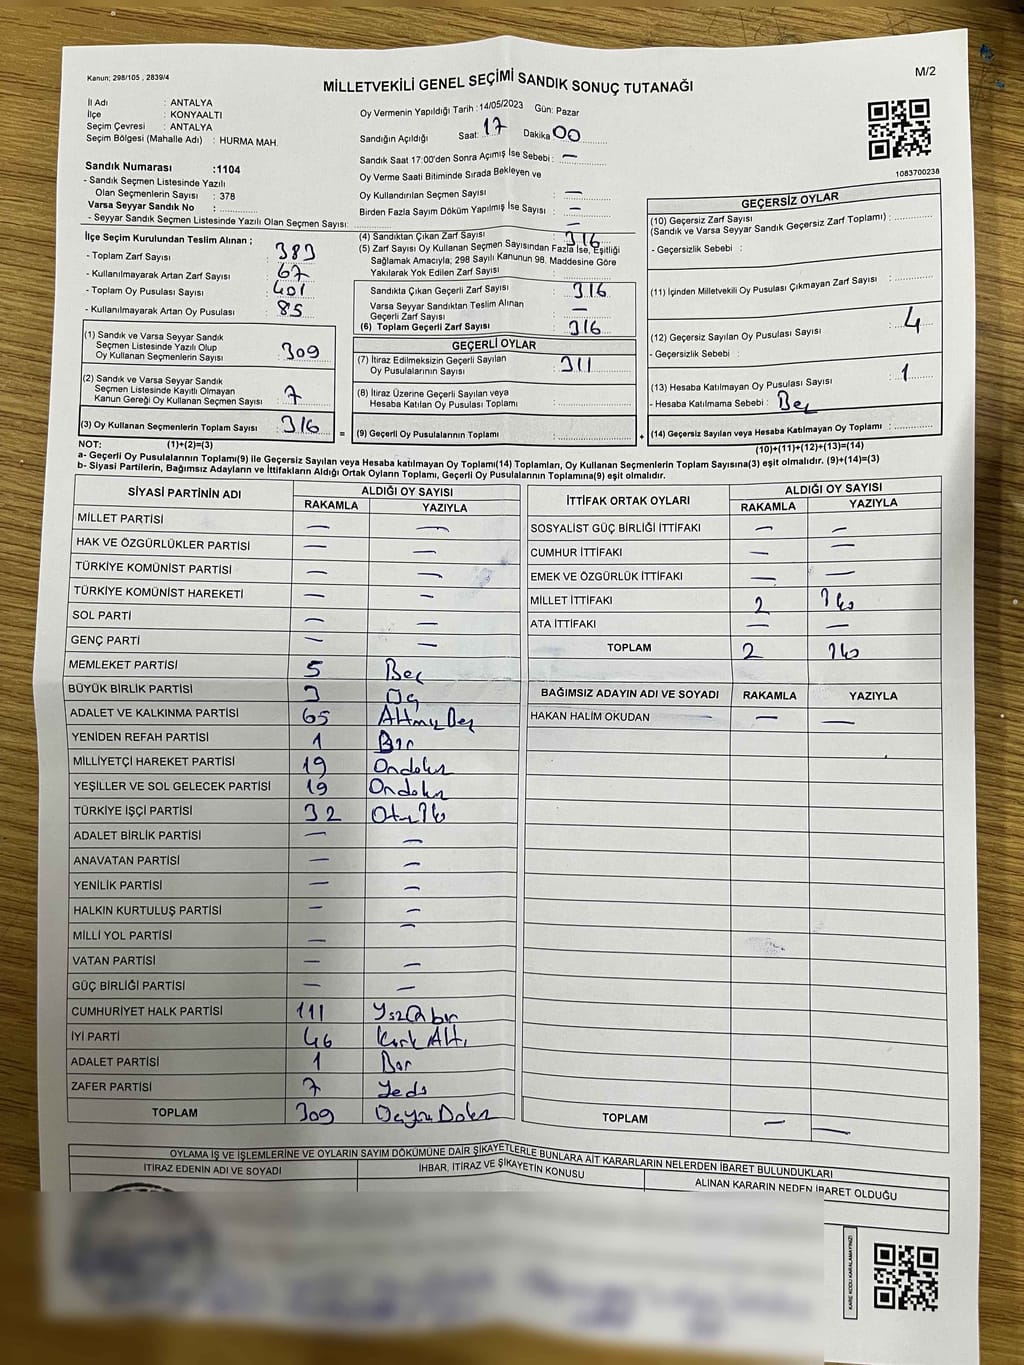 Kanun; 298/105 , 2839/4
M/2
MİLLETVEKİLİ GENEL SEÇİMİ SANDIK SONUÇ TUTANAĞI
İl Adı : ANTALYA
İlçe : KONYAALTI
Seçim Çevresi : ANTALYA
Seçim Bölgesi (Mahalle Adı) : HURMA MAH.
Sandık Numarası :1104
- Sandık Seçmen Listesinde Yazılı
Olan Seçmenlerin Sayısı : 378
Varsa Seyyar Sandık No :
- Seyyar Sandık Seçmen Listesinde Yazılı Olan Seçmen Sayısı:
Oy Vermenin Yapıldığı Tarih :14/05/2023 Gün: Pazar
Sandığın Açıldığı Saat: 17 Dakika 00
Sandık Saat 17:00'den Sonra Açımış İse Sebebi : —
Oy Verme Saati Bitiminde Sırada Bekleyen ve
Oy Kullandırılan Seçmen Sayısı —
Birden Fazla Sayım Döküm Yapılmış İse Sayısı : —
—
1083700238
İlçe Seçim Kurulundan Teslim Alınan ;
- Toplam Zarf Sayısı : 383
- Kullanılmayarak Artan Zarf Sayısı : 67
- Toplam Oy Pusulası Sayısı : 401
- Kullanılmayarak Artan Oy Pusulası : 85
(1) Sandık ve Varsa Seyyar Sandık
Seçmen Listesinde Yazılı Olup
Oy Kullanan Seçmenlerin Sayısı : 309
(2) Sandık ve Varsa Seyyar Sandık
Seçmen Listesinde Kayıtlı Olmayan
Kanun Gereği Oy Kullanan Seçmen Sayısı : 7
(3) Oy Kullanan Seçmenlerin Toplam Sayısı : 316
(4) Sandıktan Çıkan Zarf Sayısı : 316
(5) Zarf Sayısı Oy Kullanan Seçmen Sayısından Fazla İse, Eşitliği
Sağlamak Amacıyla; 298 Sayılı Kanunun 98. Maddesine Göre
Yakılarak Yok Edilen Zarf Sayısı :
Sandıkta Çıkan Geçerli Zarf Sayısı : 316
Varsa Seyyar Sandıktan Teslim Alınan
Geçerli Zarf Sayısı : —
(6) Toplam Geçerli Zarf Sayısı : 316
GEÇERLİ OYLAR
(7) İtiraz Edilmeksizin Geçerli Sayılan
Oy Pusulalarının Sayısı : 311
(8) İtiraz Üzerine Geçerli Sayılan veya
Hesaba Katılan Oy Pusulası Toplamı :
= (9) Geçerli Oy Pusulalarının Toplamı :
GEÇERSİZ OYLAR
(10) Geçersiz Zarf Sayısı
(Sandık ve Varsa Seyyar Sandık Geçersiz Zarf Toplamı) :
- Geçersizlik Sebebi :
(11) İçinden Milletvekili Oy Pusulası Çıkmayan Zarf Sayısı :
(12) Geçersiz Sayılan Oy Pusulası Sayısı : 4
- Geçersizlik Sebebi :
(13) Hesaba Katılmayan Oy Pusulası Sayısı : 1
- Hesaba Katılmama Sebebi : Beş
+ (14) Geçersiz Sayılan veya Hesaba Katılmayan Oy Toplamı :
NOT: (1)+(2)=(3)
(10)+(11)+(12)+(13)=(14)
a- Geçerli Oy Pusulalarının Toplamı(9) ile Geçersiz Sayılan veya Hesaba katılmayan Oy Toplamı(14) Toplamları, Oy Kullanan Seçmenlerin Toplam Sayısına(3) eşit olmalıdır. (9)+(14)=(3)
b- Siyasi Partilerin, Bağımsız Adayların ve İttifakların Aldığı Ortak Oyların Toplamı, Geçerli Oy Pusulalarının Toplamına(9) eşit olmalıdır.
SİYASİ PARTİNİN ADI ALDIĞI OY SAYISI
RAKAMLA YAZIYLA
MİLLET PARTİSİ — —
HAK VE ÖZGÜRLÜKLER PARTİSİ — —
TÜRKİYE KOMÜNİST PARTİSİ — —
TÜRKİYE KOMÜNİST HAREKETİ — —
SOL PARTİ — —
GENÇ PARTİ — —
MEMLEKET PARTİSİ 5 Beş
BÜYÜK BİRLİK PARTİSİ 3 Üç
ADALET VE KALKINMA PARTİSİ 65 Altmış Beş
YENİDEN REFAH PARTİSİ 1 Bir
MİLLİYETÇİ HAREKET PARTİSİ 19 Ondokuz
YEŞİLLER VE SOL GELECEK PARTİSİ 19 Ondokuz
TÜRKİYE İŞÇİ PARTİSİ 32 Otuz İki
ADALET BİRLİK PARTİSİ — —
ANAVATAN PARTİSİ — —
YENİLİK PARTİSİ — —
HALKIN KURTULUŞ PARTİSİ — —
MİLLİ YOL PARTİSİ — —
VATAN PARTİSİ — —
GÜÇ BİRLİĞİ PARTİSİ — —
CUMHURİYET HALK PARTİSİ 111 Yüz On bir
İYİ PARTİ 46 Kırk Altı
ADALET PARTİSİ 1 Bir
ZAFER PARTİSİ 7 Yedi
TOPLAM 309 Üçyüz Dokuz
İTTİFAK ORTAK OYLARI ALDIĞI OY SAYISI
RAKAMLA YAZIYLA
SOSYALİST GÜÇ BİRLİĞİ İTTİFAKI — —
CUMHUR İTTİFAKI — —
EMEK VE ÖZGÜRLÜK İTTİFAKI — —
MİLLET İTTİFAKI 2 İki
ATA İTTİFAKI — —
TOPLAM 2 İki
BAĞIMSIZ ADAYIN ADI VE SOYADI RAKAMLA YAZIYLA
HAKAN HALİM OKUDAN — —
TOPLAM — —
OYLAMA İŞ VE İŞLEMLERİNE VE OYLARIN SAYIM DÖKÜMÜNE DAİR ŞİKAYETLERLE BUNLARA AİT KARARLARIN NELERDEN İBARET BULUNDUKLARI
İTİRAZ EDENİN ADI VE SOYADI İHBAR, İTİRAZ VE ŞİKAYETİN KONUSU ALINAN KARARIN NEDEN İBARET OLDUĞU
KARE KODU KARALAMAYINIZ!